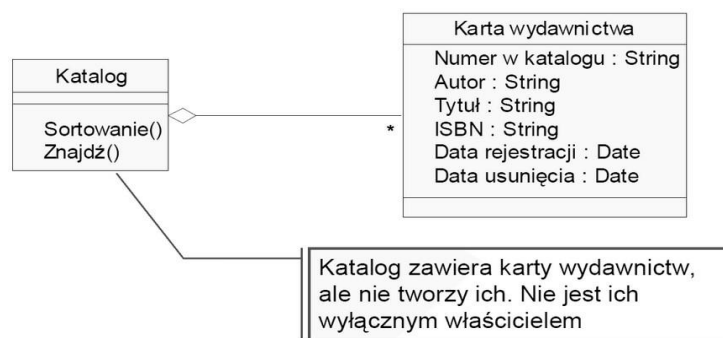 Katalog
Sortowanie()
Znajdź()
*
Karta wydawnictwa
Numer w katalogu : String
Autor : String
Tytuł : String
ISBN : String
Data rejestracji : Date
Data usunięcia : Date
Katalog zawiera karty wydawnictw,
ale nie tworzy ich. Nie jest ich
wyłącznym właścicielem